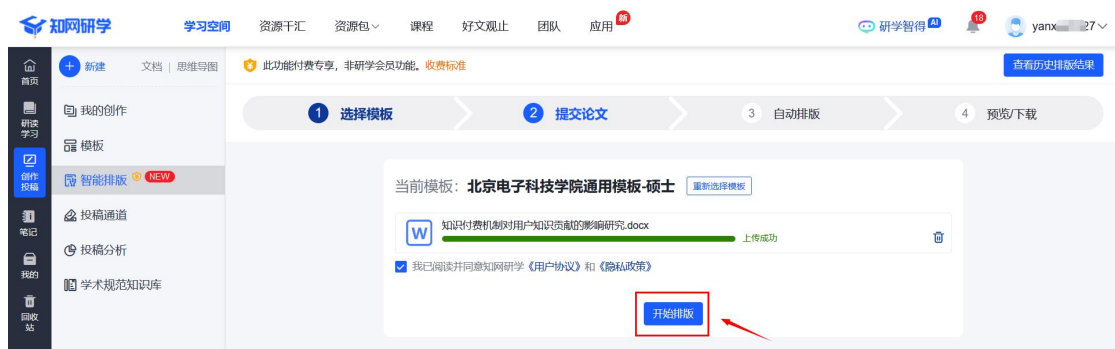 知网研学
学习空间 资源千汇 资源包 课程 好文观止 团队 应用 新 研学智得 AI 18 yanx 27
首页
研读学习
创作投稿
笔记
我的
回收站
+ 新建 文档 | 思维导图
我的创作
模板
智能排版 NEW
投稿通道
投稿分析
学术规范知识库
此功能付费专享，非研学会员功能。收费标准 查看历史排版结果
1 选择模板 2 提交论文 3 自动排版 4 预览/下载
当前模板：北京电子科技学院通用模板-硕士 重新选择模板
W 知识付费机制对用户知识贡献的影响研究.docx
上传成功
我已阅读并同意知网研学《用户协议》和《隐私政策》
开始排版